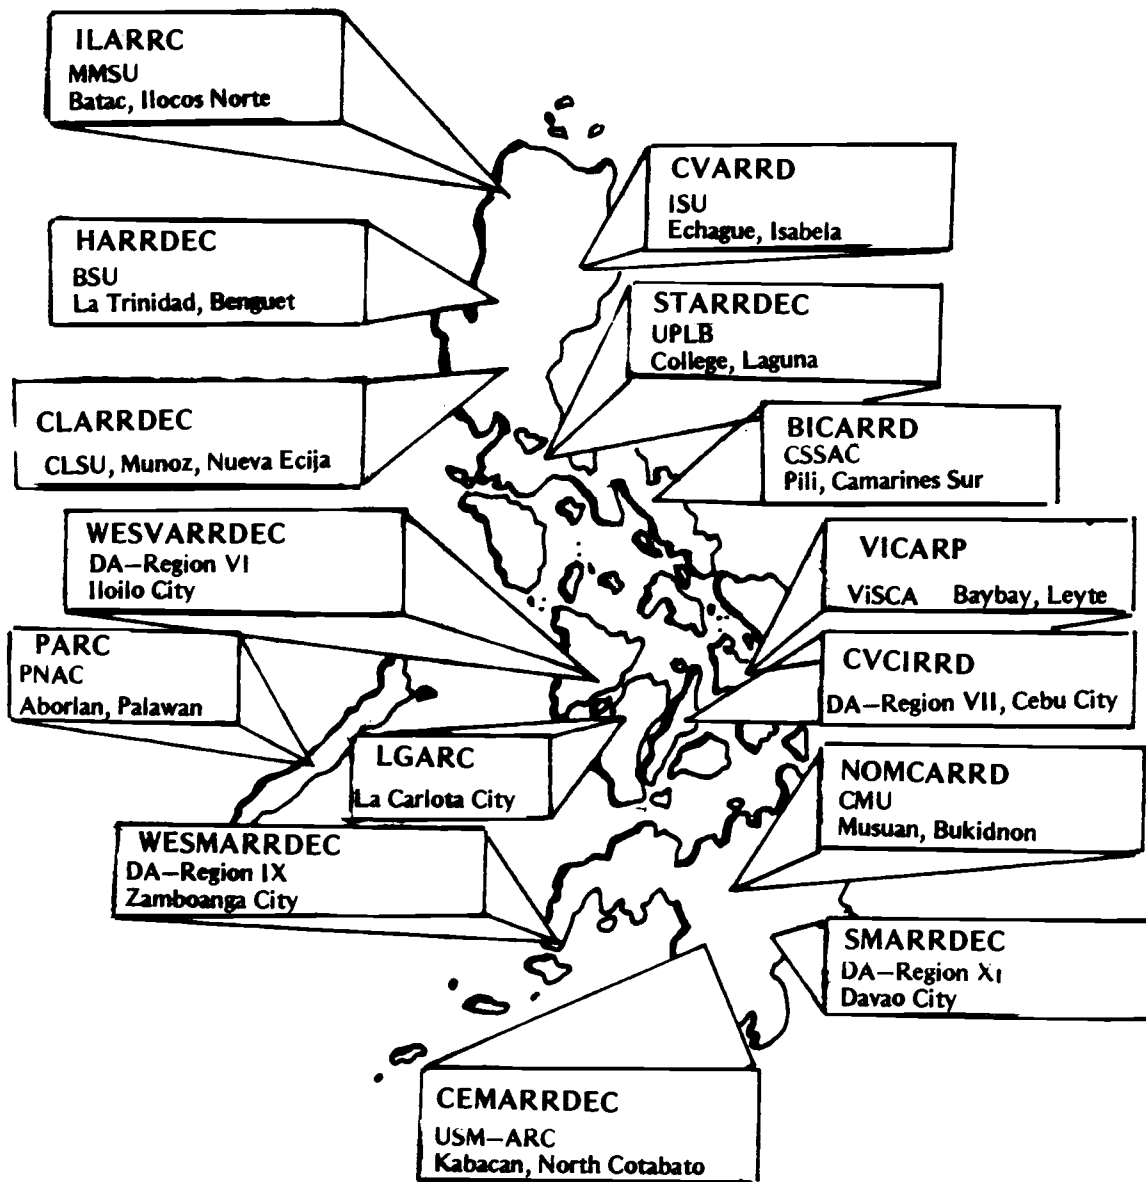 ILARRC
MMSU
Batac, Ilocos Norte
CVARRD
ISU
Echague, Isabela
HARRDEC
BSU
La Trinidad, Benguet
STARRDEC
UPLB
College, Laguna
CLARRDEC
CLSU, Munoz, Nueva Ecija
BICARRD
CSSAC
Pili, Camarines Sur
WESVARRDEC
DA–Region VI
Iloilo City
VICARP
ViSCA Baybay, Leyte
PARC
PNAC
Aborlan, Palawan
CVCIRRD
DA–Region VII, Cebu City
LGARC
La Carlota City
NOMCARRD
CMU
Musuan, Bukidnon
WESMARRDEC
DA–Region IX
Zamboanga City
SMARRDEC
DA–Region XI
Davao City
CEMARRDEC
USM–ARC
Kabacan, North Cotabato